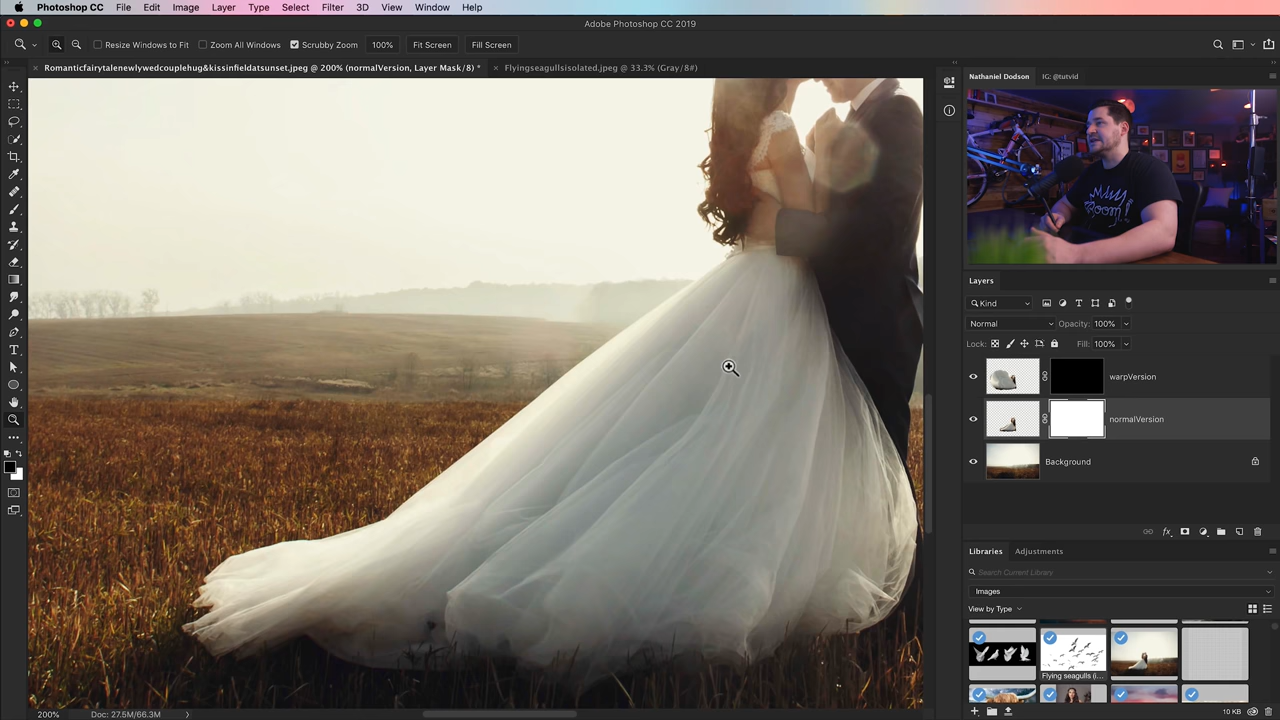 Photoshop CC File Edit Image Layer Type Select Filter 3D View Window Help
Adobe Photoshop CC 2019
Resize Windows to Fit Zoom All Windows Scrubby Zoom 100% Fit Screen Fill Screen
× Romanticfairytalenewlywedcouplehug&kissinfieldatsunset.jpeg @ 200% (normalVersion, Layer Mask/8) * × Flyingseagullsisolated.jpeg @ 33.3% (Gray/8#)
Nathaniel Dodson IG: @tutvid
Boom!
Layers
Kind
Normal Opacity: 100%
Lock: Fill: 100%
warpVersion
normalVersion
Background
Libraries Adjustments
Search Current Library
Images
View by Type
Flying seagulls (i...
200% Doc: 27.5M/66.3M
10 KB